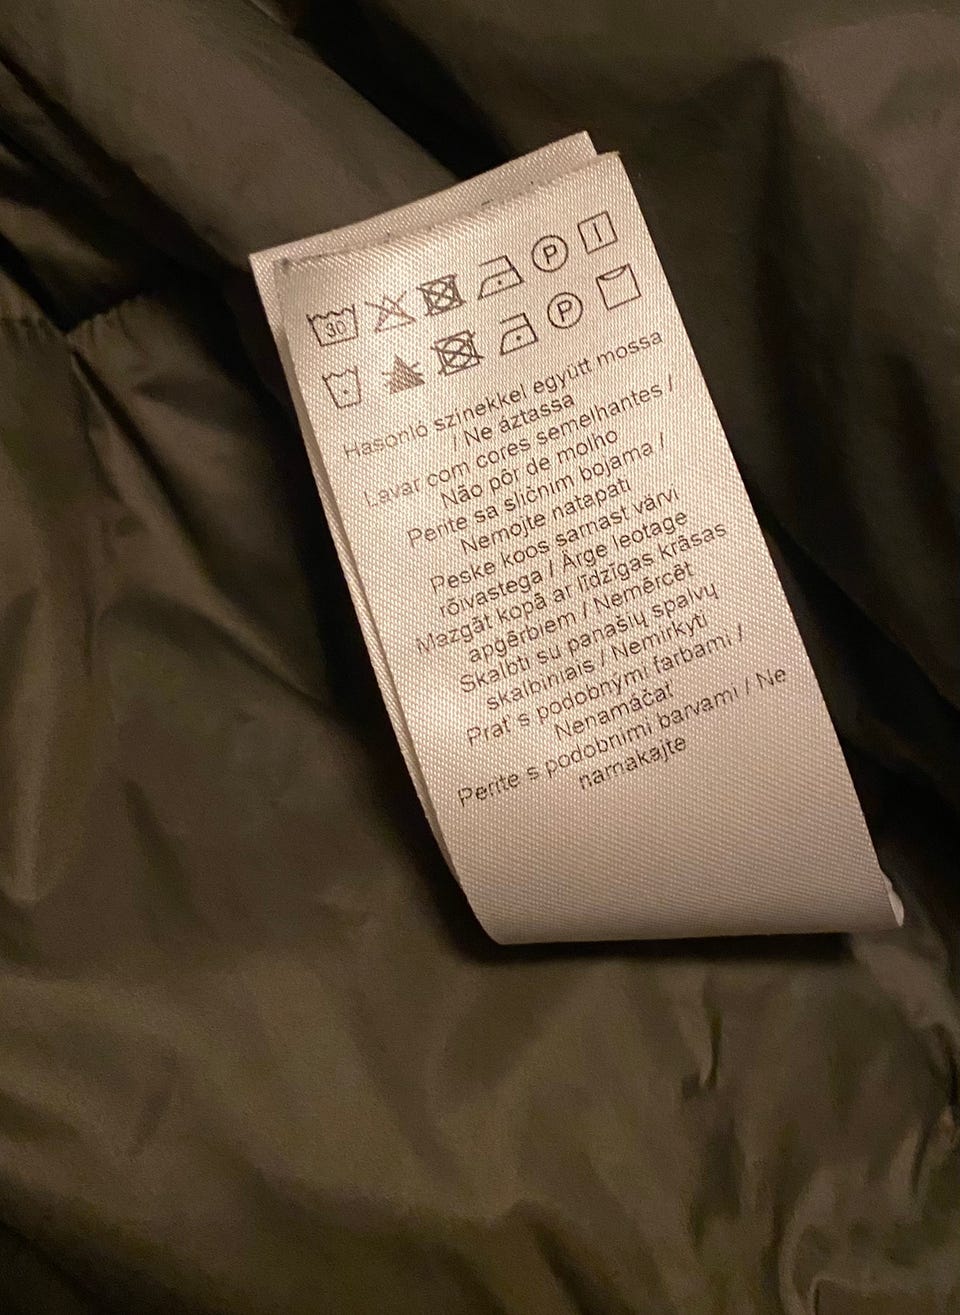 30 P
P
Hasonló színekkel együtt mossa
/ Ne áztassa
Lavar com cores semelhantes /
Não pôr de molho
Perite sa sličnim bojama /
Nemojte natapati
Peske koos sarnast värvi
rõivastega / Ärge leotage
Mazgāt kopā ar līdzīgas krāsas
apģērbiem / Nemērcēt
Skalbti su panašių spalvų
skalbiniais / Nemirkyti
Prať s podobnými farbami /
Nenamáčať
Perite s podobnimi barvami / Ne
namakajte